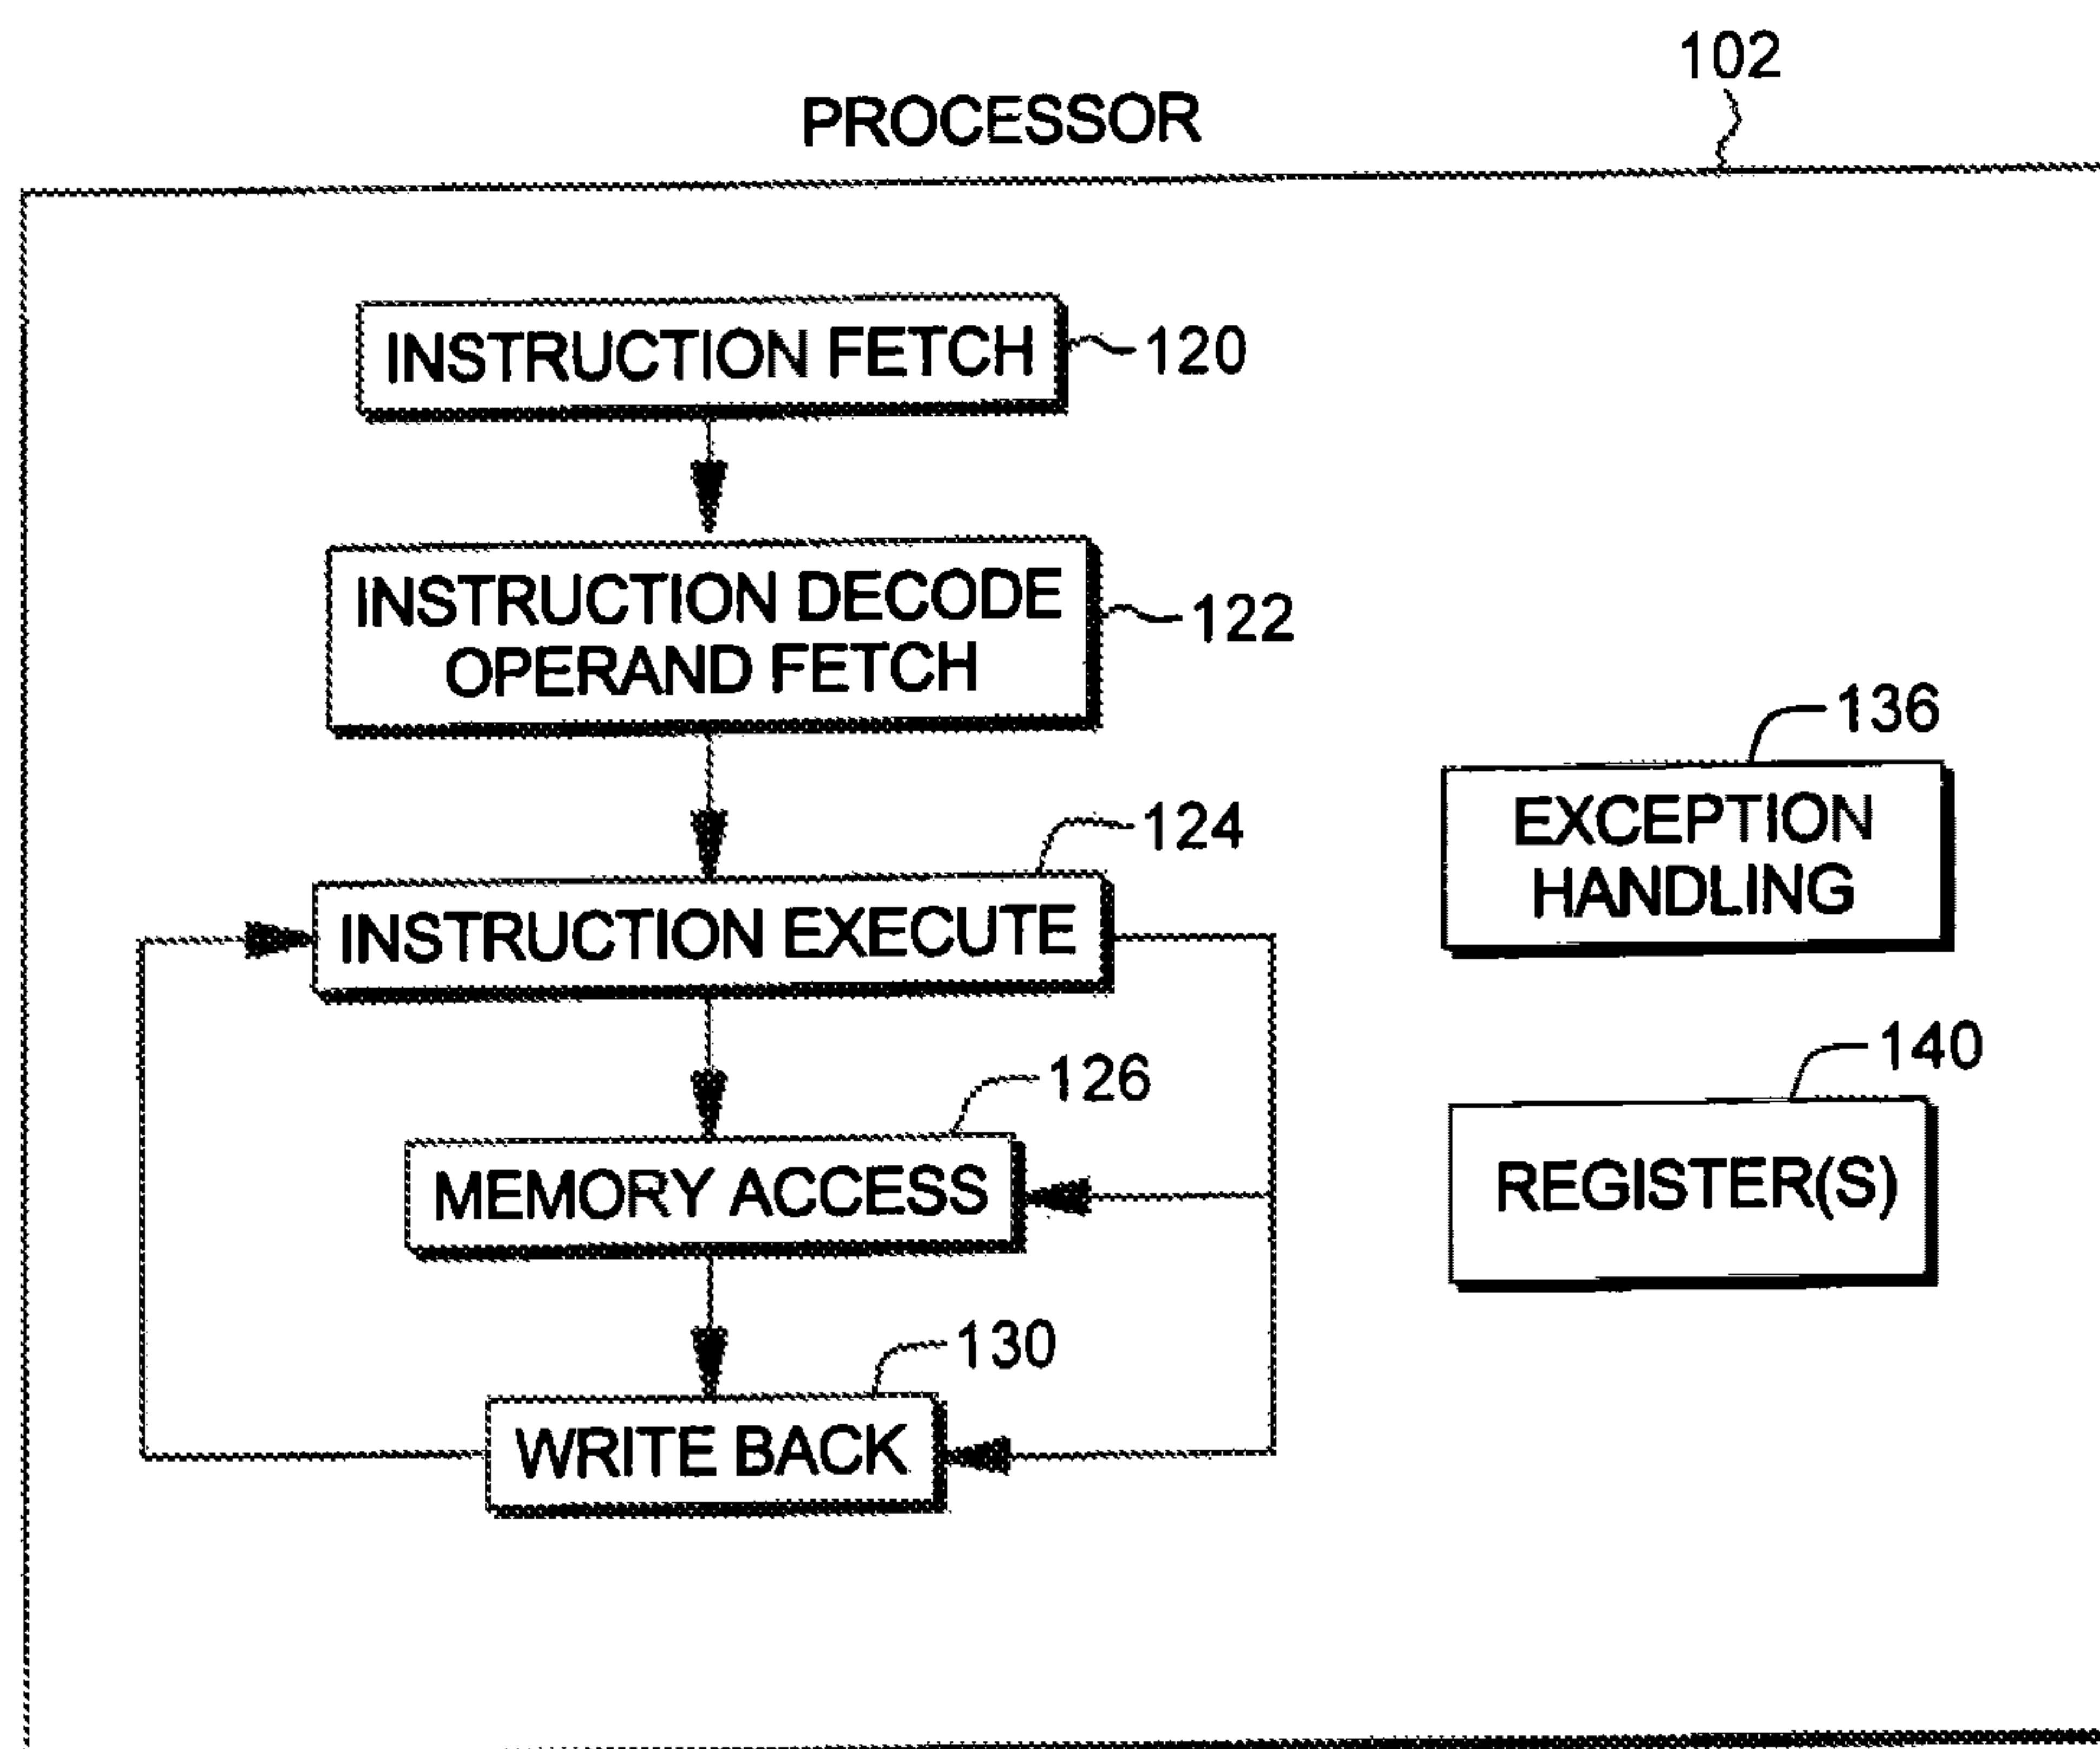 102
PROCESSOR
INSTRUCTION FETCH
120
INSTRUCTION DECODE
OPERAND FETCH
122
136
EXCEPTION
HANDLING
124
INSTRUCTION EXECUTE
140
REGISTER(S)
126
MEMORY ACCESS
130
WRITE BACK